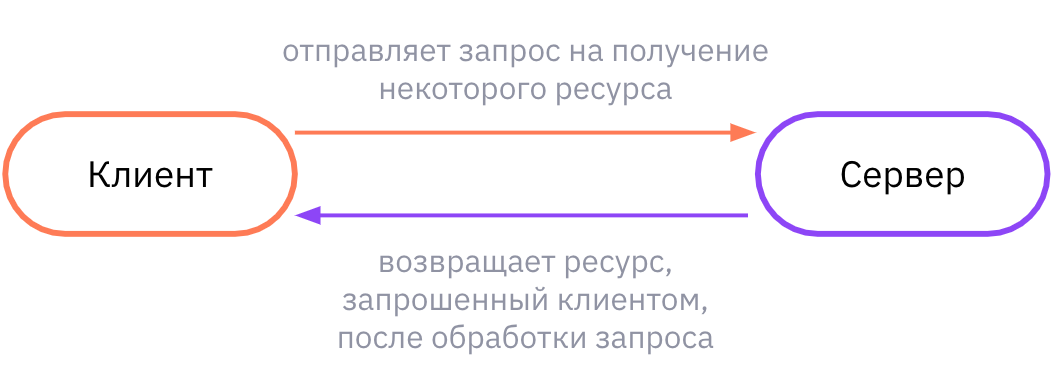 отправляет запрос на получение
некоторого ресурса
Клиент
Сервер
возвращает ресурс,
запрошенный клиентом,
после обработки запроса